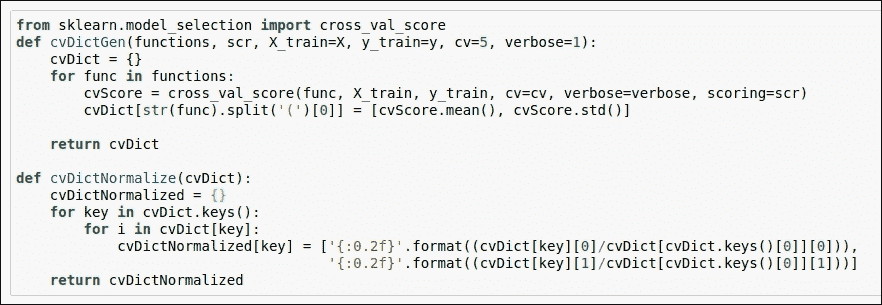 from sklearn.model_selection import cross_val_score
def cvDictGen(functions, scr, X_train=X, y_train=y, cv=5, verbose=1):
    cvDict = {}
    for func in functions:
        cvScore = cross_val_score(func, X_train, y_train, cv=cv, verbose=verbose, scoring=scr)
        cvDict[str(func).split('(')[0]] = [cvScore.mean(), cvScore.std()]

    return cvDict

def cvDictNormalize(cvDict):
    cvDictNormalized = {}
    for key in cvDict.keys():
        for i in cvDict[key]:
            cvDictNormalized[key] = ['{:0.2f}'.format((cvDict[key][0]/cvDict[cvDict.keys()[0]][0])),
                                     '{:0.2f}'.format((cvDict[key][1]/cvDict[cvDict.keys()[0]][1]))]
    return cvDictNormalized